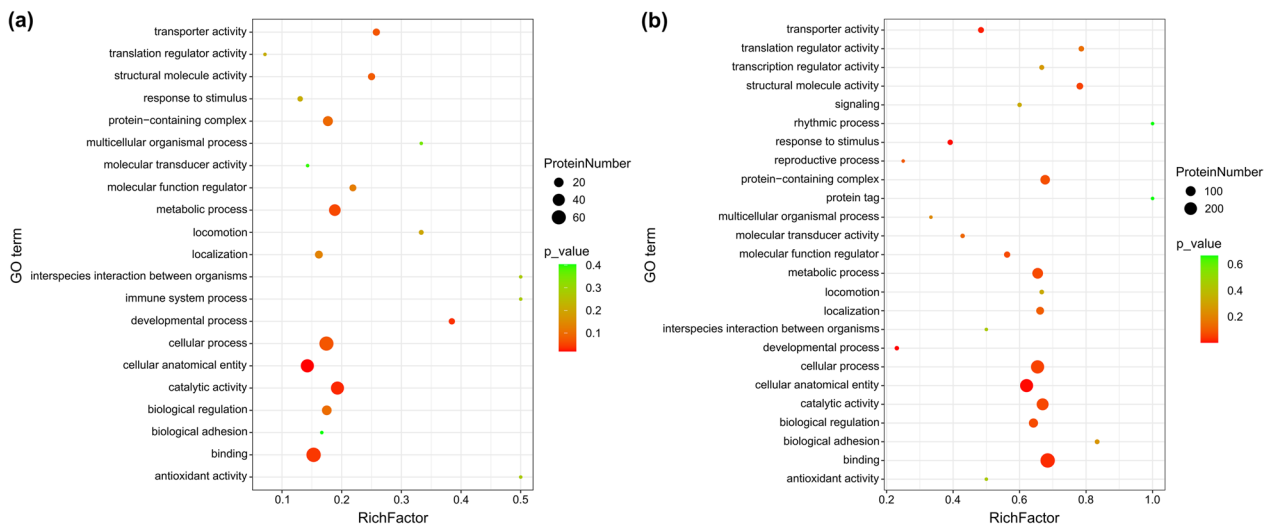 (a)
transporter activity
translation regulator activity
structural molecule activity
response to stimulus
protein-containing complex
multicellular organismal process
molecular transducer activity
molecular function regulator
metabolic process
locomotion
localization
interspecies interaction between organisms
immune system process
developmental process
cellular process
cellular anatomical entity
catalytic activity
biological regulation
biological adhesion
binding
antioxidant activity
GO term
0.1 0.2 0.3 0.4 0.5
RichFactor
ProteinNumber
20
40
60
p_value
0.4
0.3
0.2
0.1
(b)
transporter activity
translation regulator activity
transcription regulator activity
structural molecule activity
signaling
rhythmic process
response to stimulus
reproductive process
protein-containing complex
protein tag
multicellular organismal process
molecular transducer activity
molecular function regulator
metabolic process
locomotion
localization
interspecies interaction between organisms
developmental process
cellular process
cellular anatomical entity
catalytic activity
biological regulation
biological adhesion
binding
antioxidant activity
GO term
0.2 0.4 0.6 0.8 1.0
RichFactor
ProteinNumber
100
200
p_value
0.6
0.4
0.2